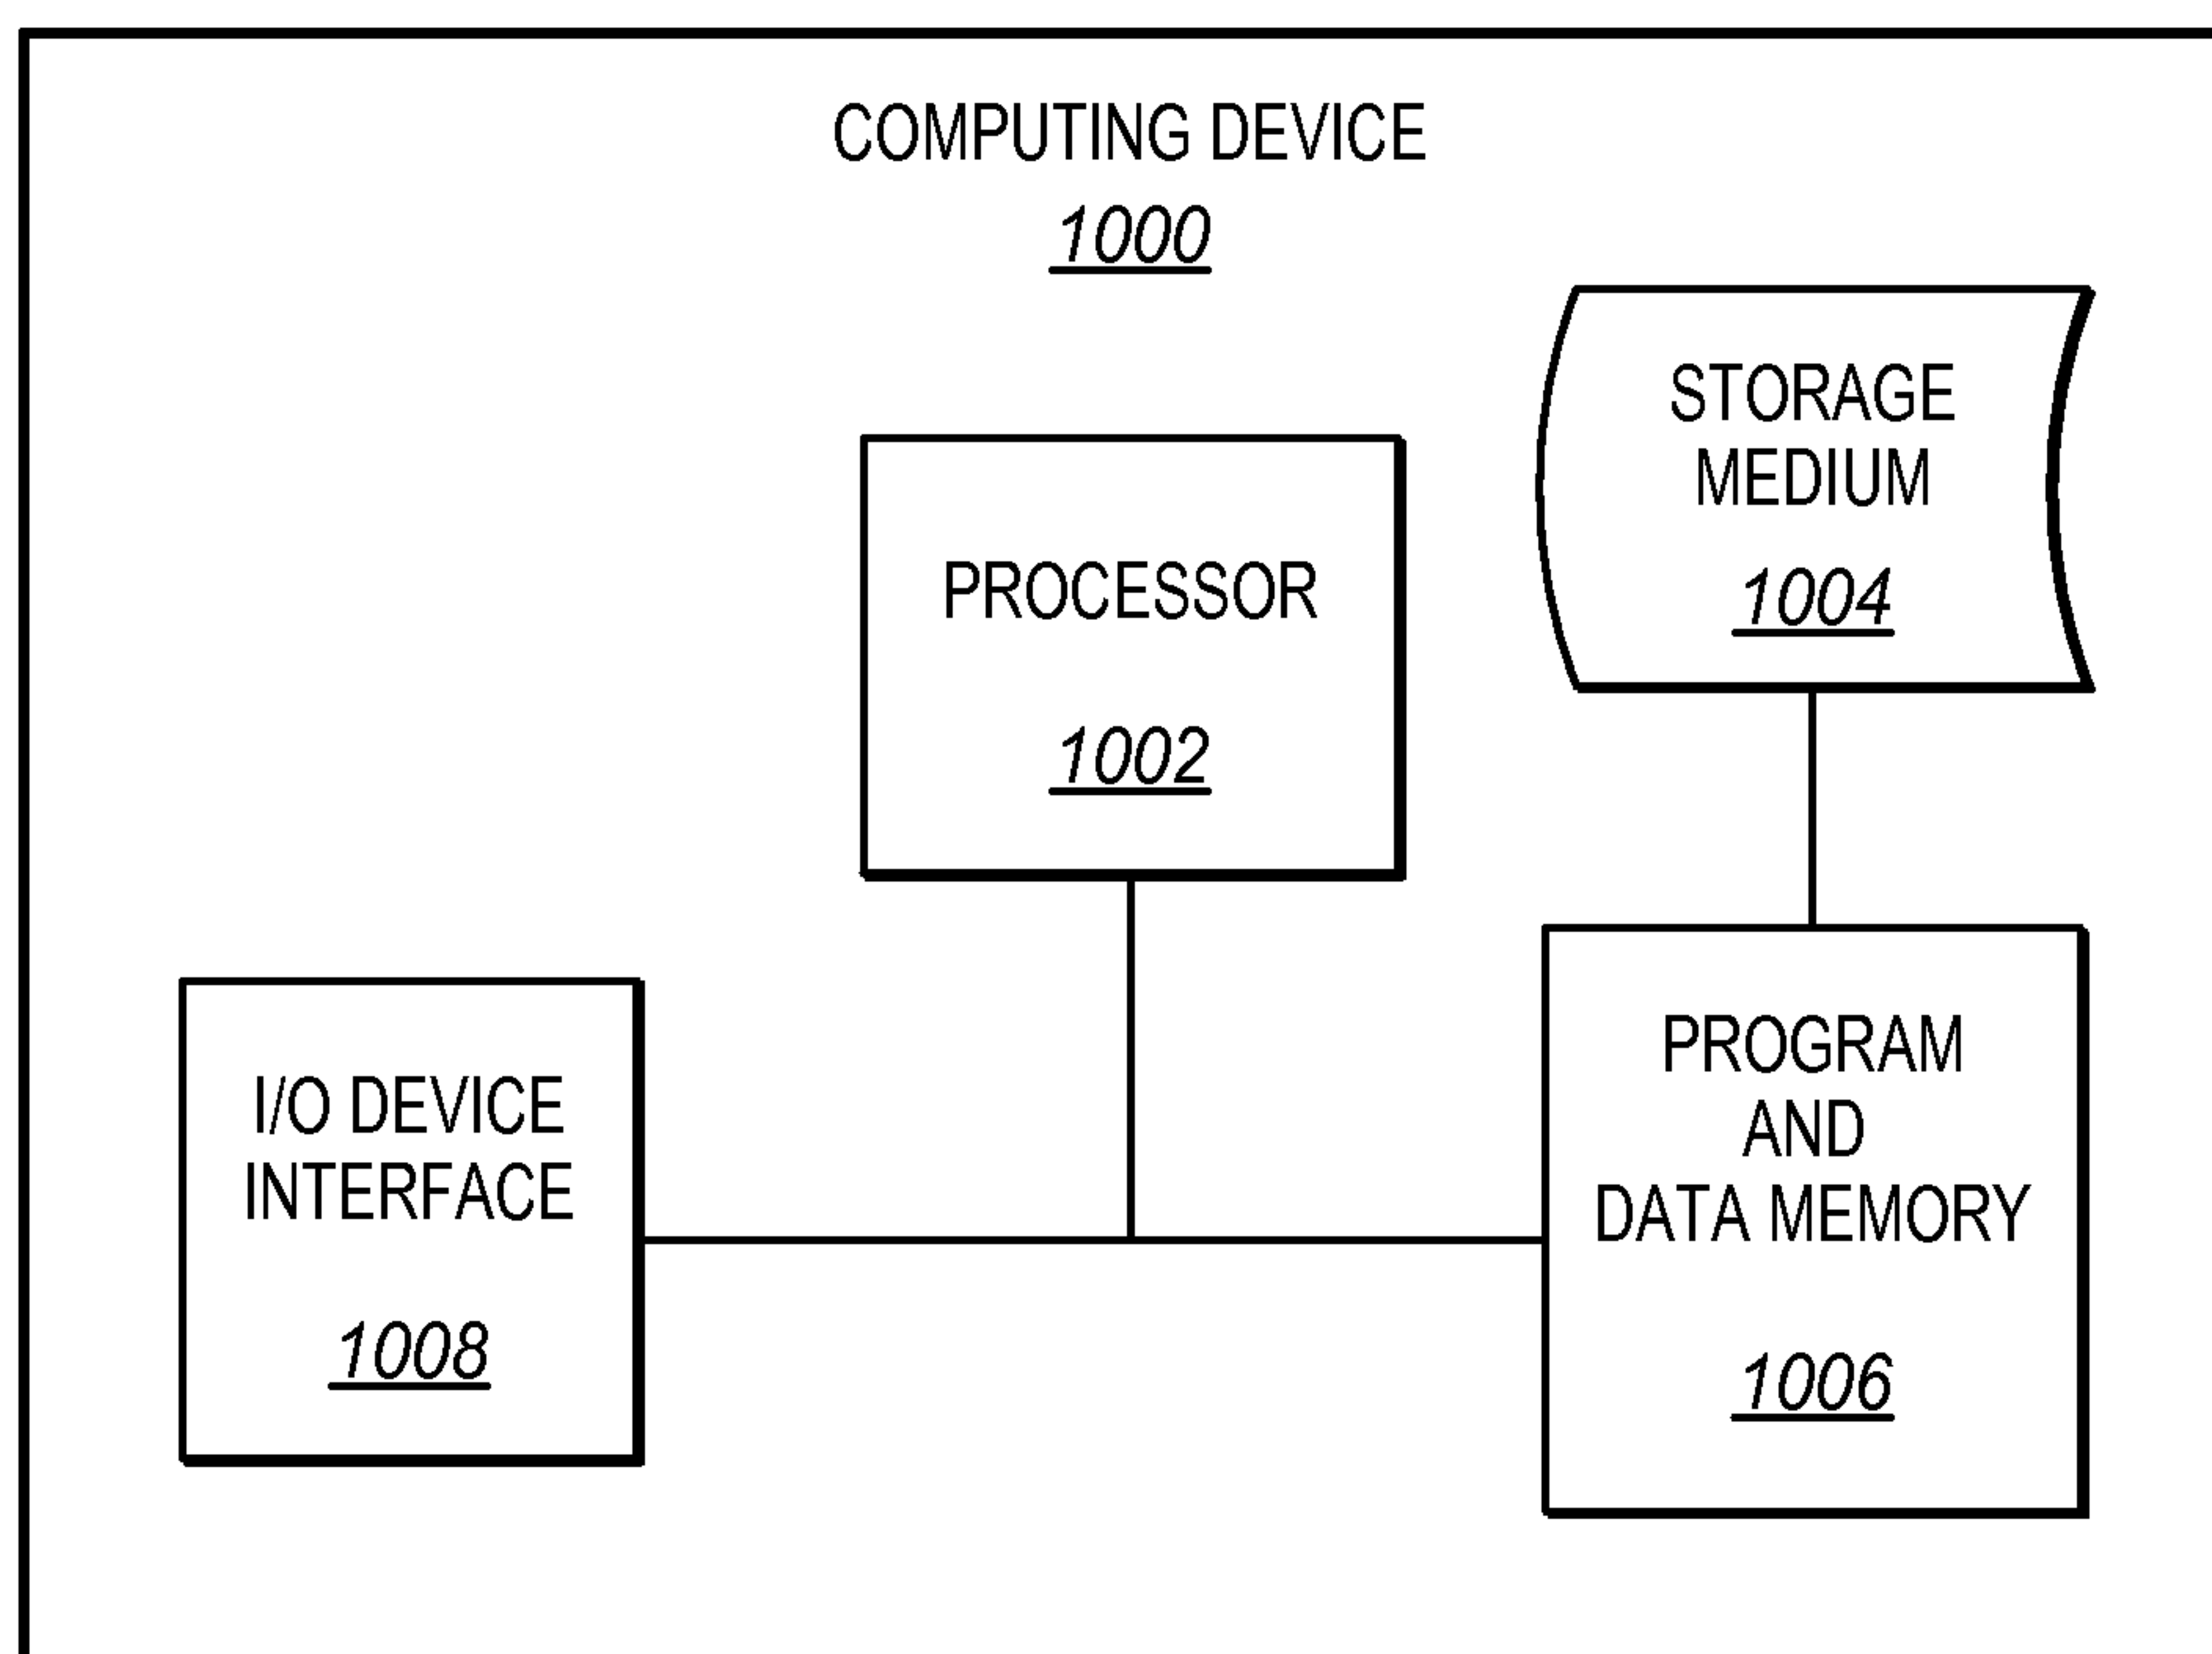 COMPUTING DEVICE
1000
STORAGE
MEDIUM
1004
PROCESSOR
1002
I/O DEVICE
INTERFACE
1008
PROGRAM
AND
DATA MEMORY
1006